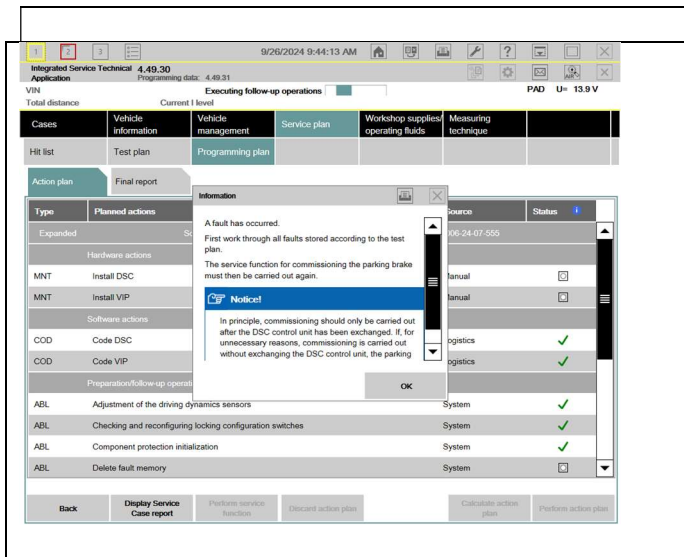 1 2 3 9/26/2024 9:44:13 AM ?
Integrated Service Technical Application 4.49.30
Programming data: 4.49.31
VIN Executing follow-up operations PAD U= 13.9 V
Total distance Current I level
Cases Vehicle information Vehicle management Service plan Workshop supplies/ operating fluids Measuring technique
Hit list Test plan Programming plan
Action plan Final report
Information
A fault has occurred.
First work through all faults stored according to the test
plan.
The service function for commissioning the parking brake
must then be carried out again.
Notice!
In principle, commissioning should only be carried out
after the DSC control unit has been exchanged. If, for
unnecessary reasons, commissioning is carried out
without exchanging the DSC control unit, the parking
OK
Type Planned actions Source Status i
Expanded 006-24-07-555
Hardware actions
MNT Install DSC Manual
MNT Install VIP Manual
Software actions
COD Code DSC Logistics
COD Code VIP Logistics
Preparation/follow-up operati
ABL Adjustment of the driving dynamics sensors System
ABL Checking and reconfiguring locking configuration switches System
ABL Component protection initialization System
ABL Delete fault memory System
Back Display Service Case report Perform service function Discard action plan Calculate action plan Perform action plan